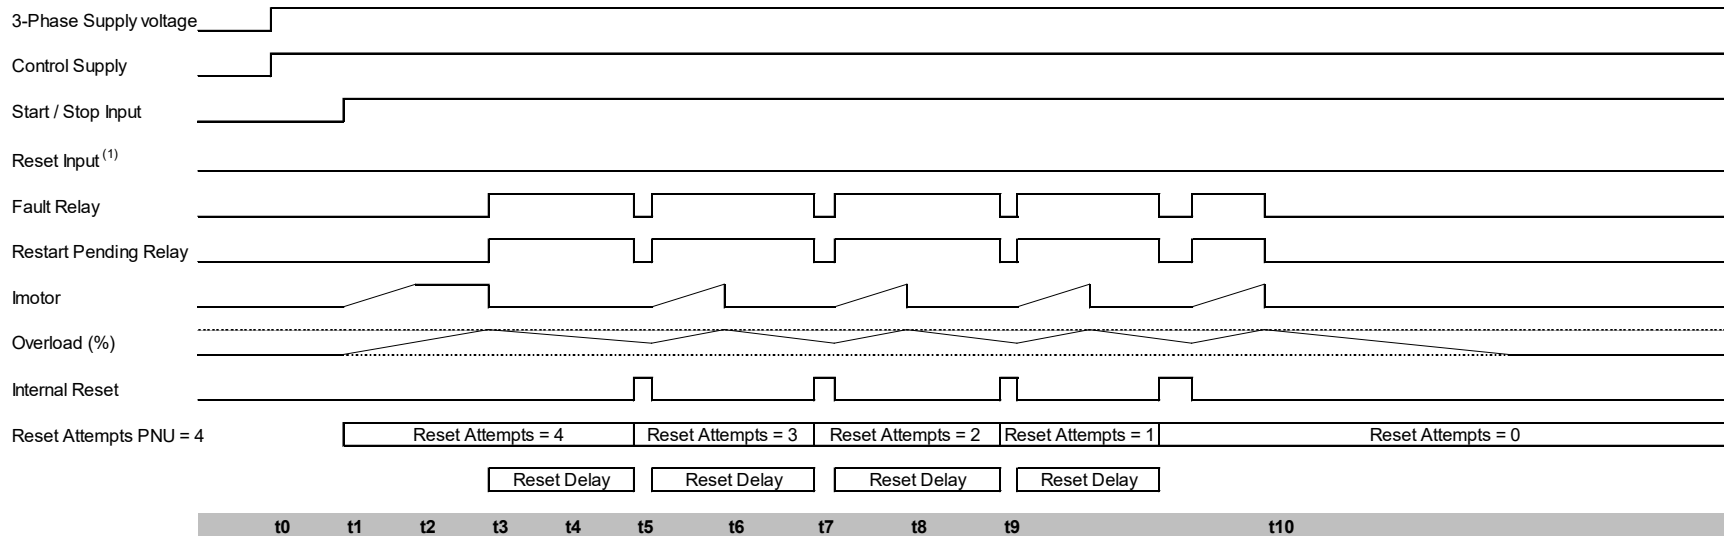 3-Phase Supply voltage
Control Supply
Start / Stop Input
Reset Input (1)
Fault Relay
Restart Pending Relay
Imotor
Overload (%)
Internal Reset
Reset Attempts PNU = 4 Reset Attempts = 4 Reset Attempts = 3 Reset Attempts = 2 Reset Attempts = 1 Reset Attempts = 0
Reset Delay Reset Delay Reset Delay Reset Delay
t0 t1 t2 t3 t4 t5 t6 t7 t8 t9 t10